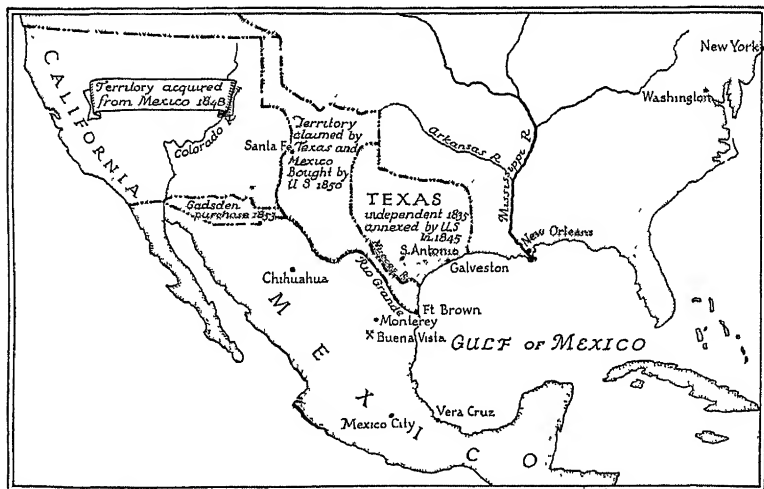 New York
CALIFORNIA
Territory acquired
from Mexico 1848
Washington
Arkansas R.
Mississippi R.
Colorado
Santa Fe
Territory
claimed by
Texas and
Mexico
Bought by
U S 1850
TEXAS
independent 1835
annexed by U.S
in 1845
Gadsden
purchase 1853
New Orleans
S. Antonio
Galveston
Nueces R.
Rio Grande
Chihuahua
Ft Brown
Monterey
Buena Vista
GULF OF MEXICO
MEXICO
Vera Cruz
Mexico City